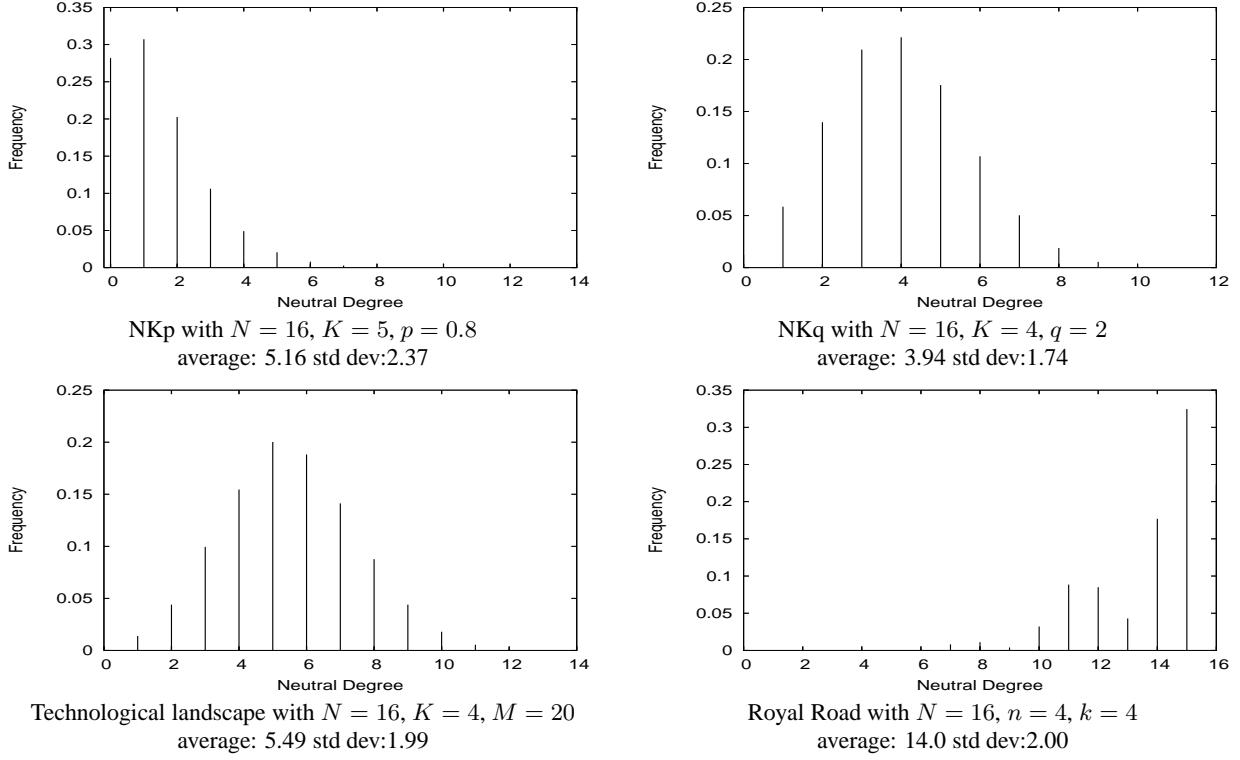 0.35
0.3
0.25
0.2
0.15
0.1
0.05
0
Frequency
0 2 4 6 8 10 12 14
Neutral Degree
NKp with N = 16, K = 5, p = 0.8
average: 5.16 std dev:2.37
0.25
0.2
0.15
0.1
0.05
0
Frequency
0 2 4 6 8 10 12
Neutral Degree
NKq with N = 16, K = 4, q = 2
average: 3.94 std dev:1.74
0.25
0.2
0.15
0.1
0.05
0
Frequency
0 2 4 6 8 10 12 14
Neutral Degree
Technological landscape with N = 16, K = 4, M = 20
average: 5.49 std dev:1.99
0.35
0.3
0.25
0.2
0.15
0.1
0.05
0
Frequency
0 2 4 6 8 10 12 14 16
Neutral Degree
Royal Road with N = 16, n = 4, k = 4
average: 14.0 std dev:2.00